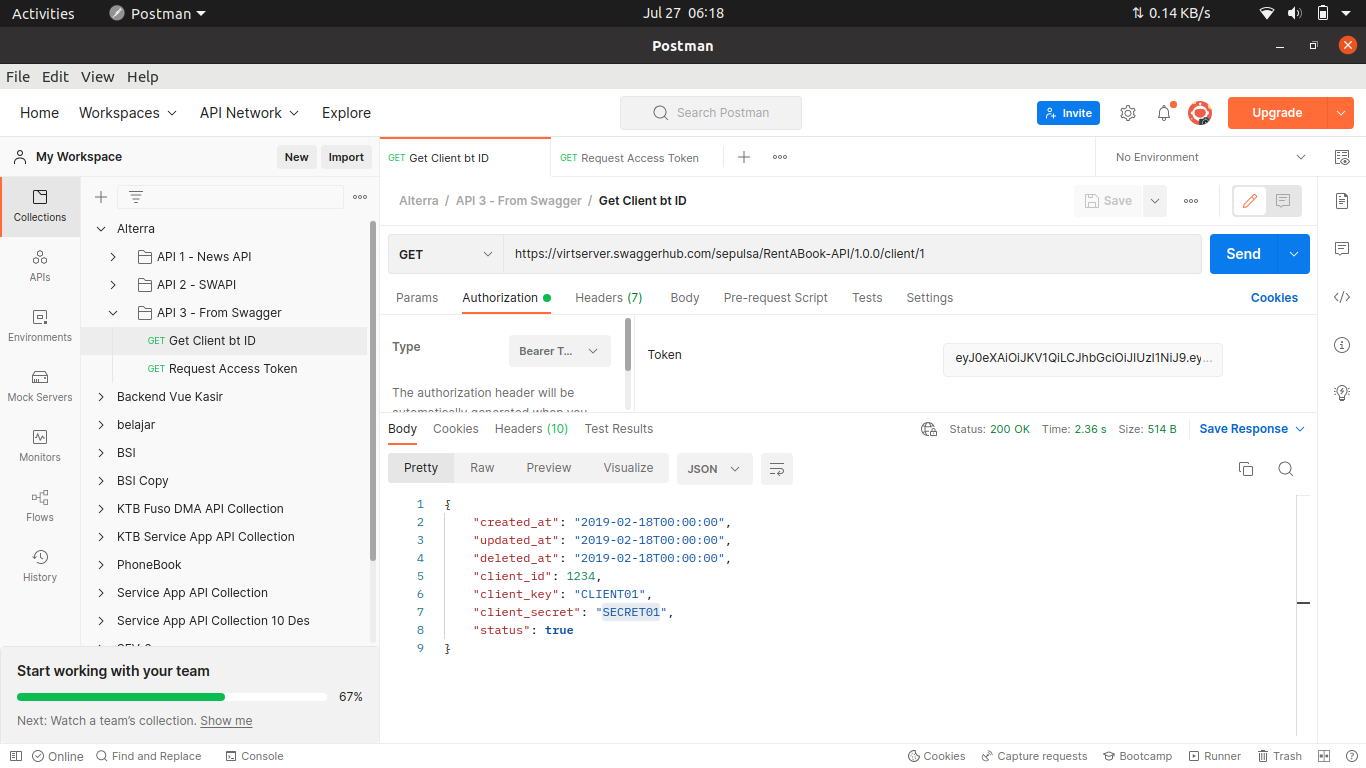 Activities Postman Jul 27 06:18 0.14 KB/s
Postman
File Edit View Help
Home Workspaces API Network Explore Search Postman Invite Upgrade
My Workspace New Import
GET Get Client bt ID GET Request Access Token No Environment
Collections
APIs
Environments
Mock Servers
Monitors
Flows
History
Alterra
API 1 - News API
API 2 - SWAPI
API 3 - From Swagger
GET Get Client bt ID
GET Request Access Token
Backend Vue Kasir
belajar
BSI
BSI Copy
KTB Fuso DMA API Collection
KTB Service App API Collection
PhoneBook
Service App API Collection
Service App API Collection 10 Des
Start working with your team
67%
Next: Watch a team's collection. Show me
Alterra / API 3 - From Swagger / Get Client bt ID Save
GET https://virtserver.swaggerhub.com/sepulsa/RentABook-API/1.0.0/client/1 Send
Params Authorization Headers (7) Body Pre-request Script Tests Settings Cookies
Type Bearer T...
The authorization header will be
automatically generated when you
Token eyJ0eXAiOiJKV1QiLCJhbGciOiJIUzI1NiJ9.ey...
Body Cookies Headers (10) Test Results Status: 200 OK Time: 2.36 s Size: 514 B Save Response
Pretty Raw Preview Visualize JSON
1 {
2 "created_at": "2019-02-18T00:00:00",
3 "updated_at": "2019-02-18T00:00:00",
4 "deleted_at": "2019-02-18T00:00:00",
5 "client_id": 1234,
6 "client_key": "CLIENT01",
7 "client_secret": "SECRET01",
8 "status": true
9 }
Online Find and Replace Console Cookies Capture requests Bootcamp Runner Trash